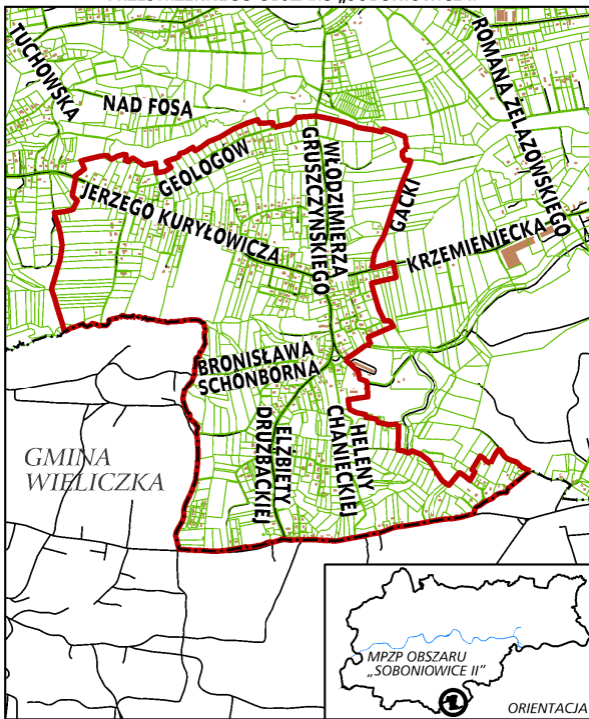 TUCHOWSKA
NAD FOSA
ROMANA ŻELAZOWSKIEGO
GEOLOGÓW
WŁODZIMIERZA
GRUSZCZYŃSKIEGO
JERZEGO KURYŁOWICZA
GACKI
KRZEMIENIECKA
BRONISŁAWA
SCHONBORNA
ELŻBIETY
DRUŻBACKIEJ
HELENY
CHANIECKIEJ
GMINA
WIELICZKA
MPZP OBSZARU
„SOBONIOWICE II”
ORIENTACJA